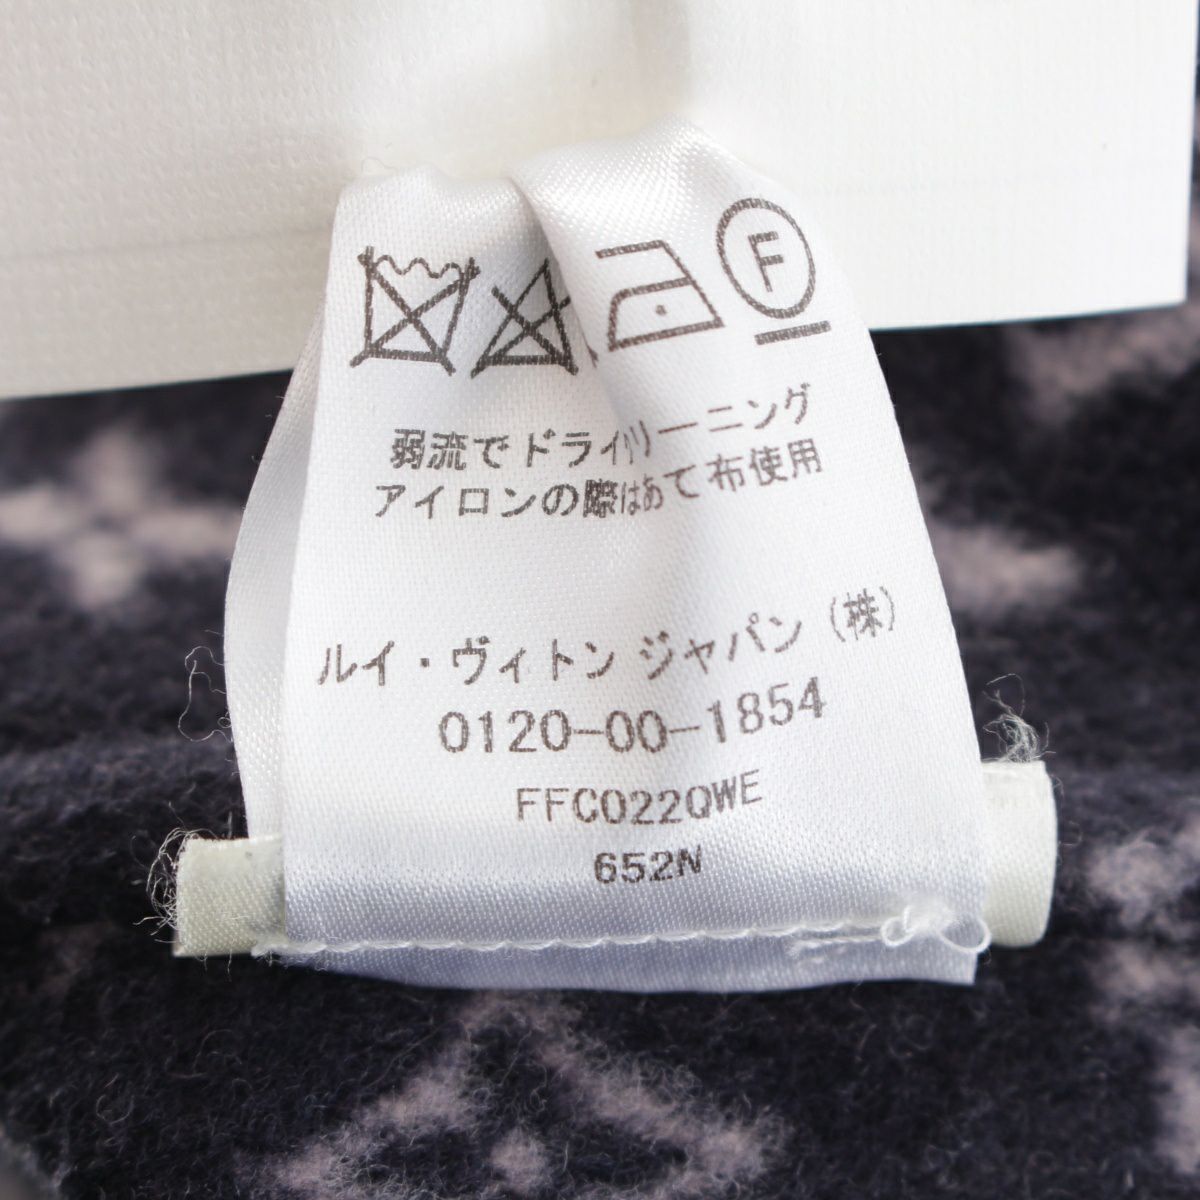 F
弱流でドライクリーニング
アイロンの際はあて布使用
ルイ・ヴィトン ジャパン（株）
0120-00-1854
FFC022QWE
652N